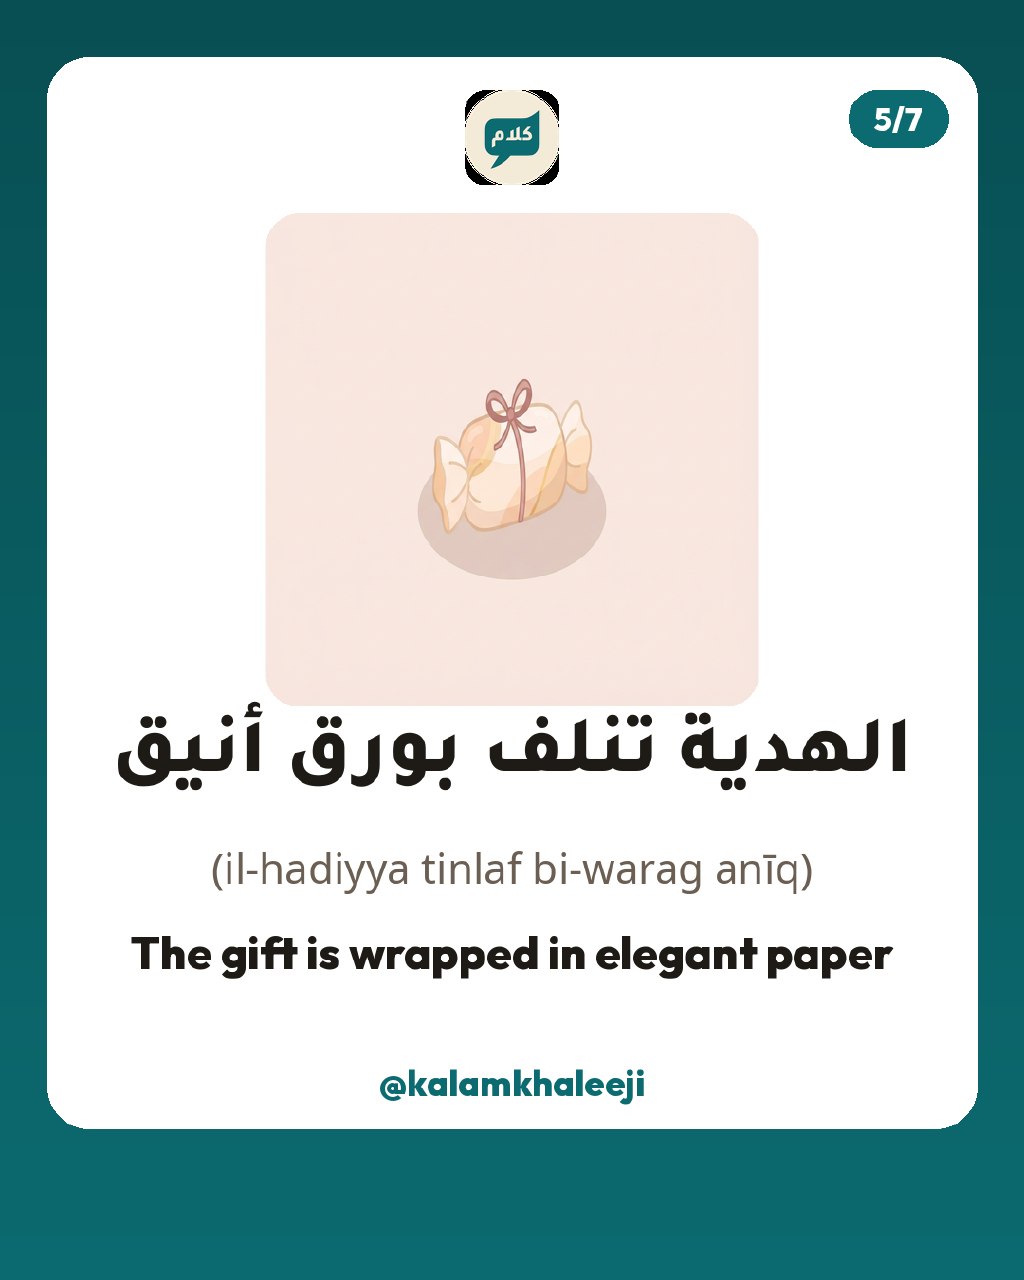 كلام
5/7
الهدية تنلف بورق أنيق
(il-hadiyya tinlaf bi-warag anīq)
The gift is wrapped in elegant paper
@kalamkhaleeji